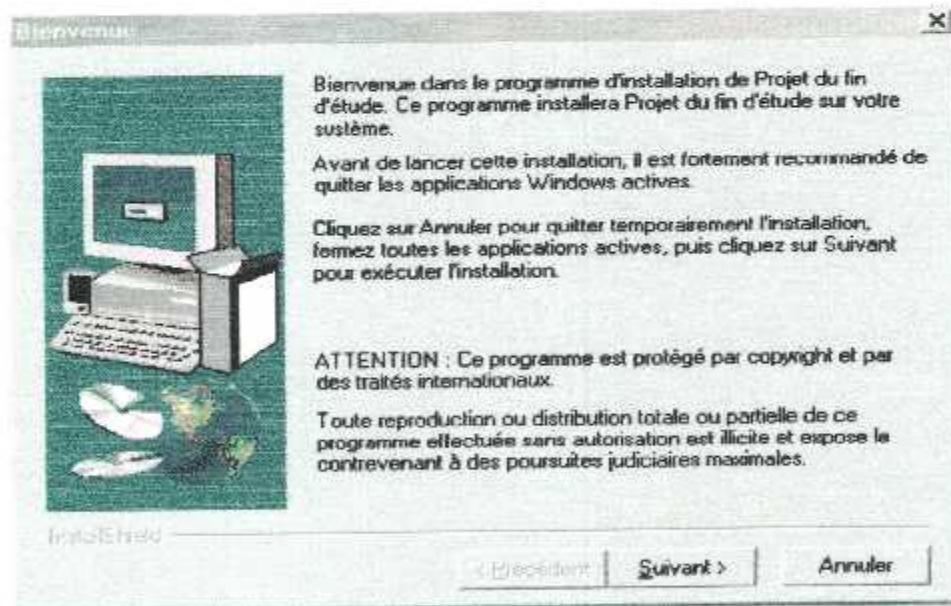 Bienvenue
Bienvenue dans le programme d'installation de Projet du fin
d'étude. Ce programme installera Projet du fin d'étude sur votre
sustème.
Avant de lancer cette installation, il est fortement recommandé de
quitter les applications Windows actives.
Cliquez sur Annuler pour quitter temporairement l'installation,
fermez toutes les applications actives, puis cliquez sur Suivant
pour exécuter l'installation.
ATTENTION : Ce programme est protégé par copyright et par
des traités internationaux.
Toute reproduction ou distribution totale ou partielle de ce
programme effectuée sans autorisation est illicite et expose le
contrevenant à des poursuites judiciaires maximales.
InstallShield
< Précédent
Suivant >
Annuler